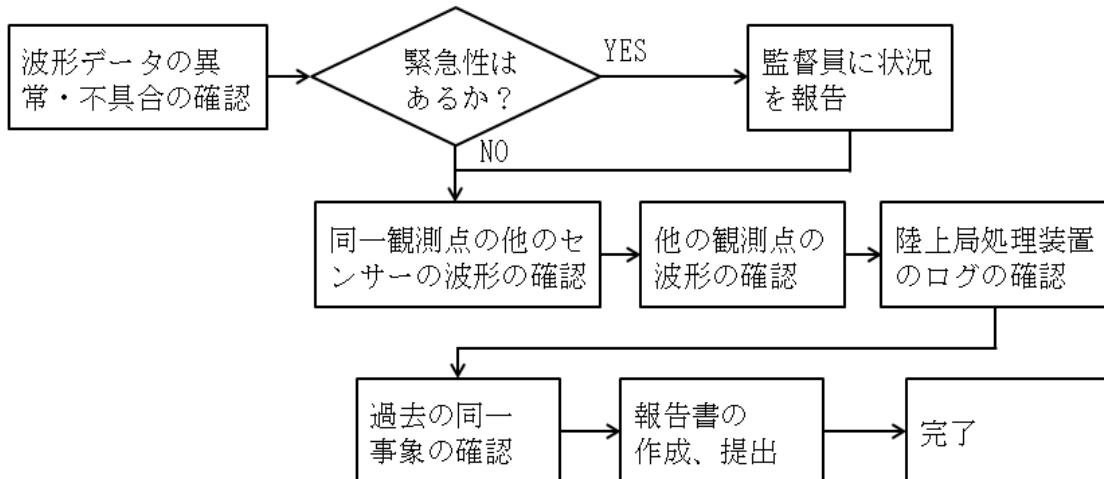 波形データの異
常・不具合の確認
緊急性は
あるか？
YES
監督員に状況
を報告
NO
同一観測点の他のセ
ンサーの波形の確認
他の観測点の
波形の確認
陸上局処理装置
のログの確認
過去の同一
事象の確認
報告書の
作成、提出
完了